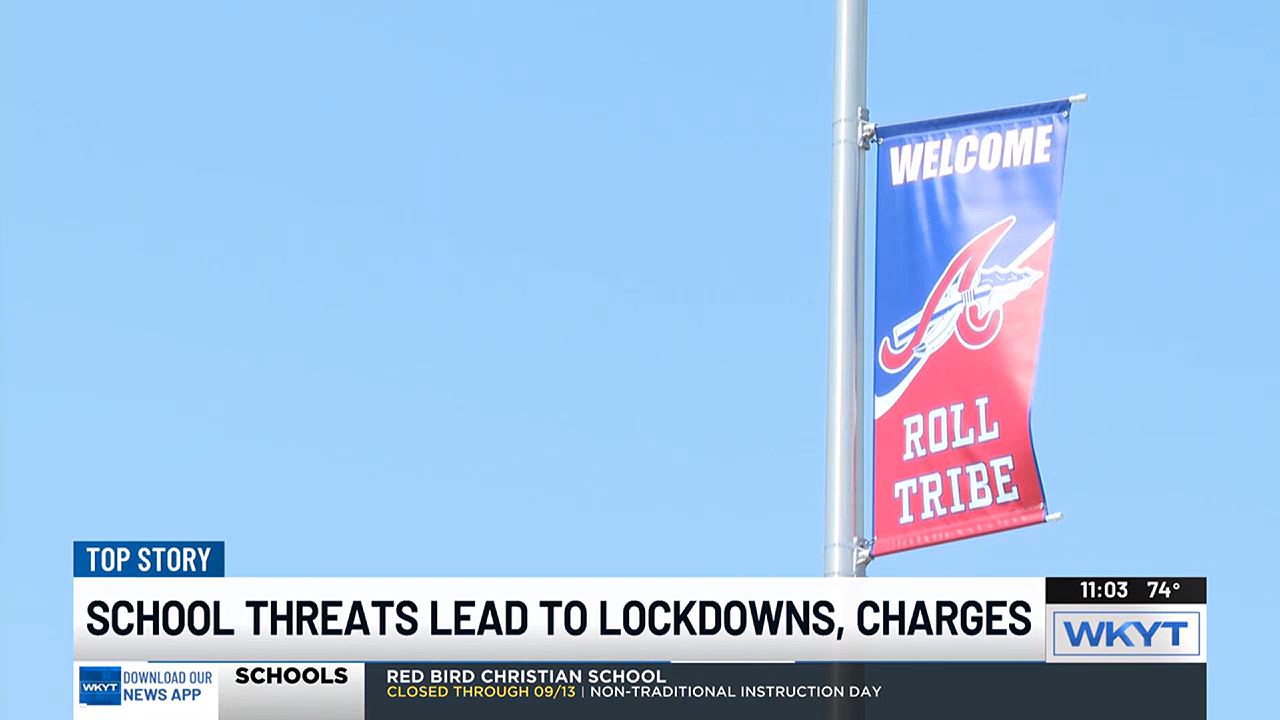 WELCOME
A
ROLL
TRIBE
TOP STORY
SCHOOL THREATS LEAD TO LOCKDOWNS, CHARGES
11:03 74°
WKYT
WKYT
DOWNLOAD OUR
NEWS APP
SCHOOLS
RED BIRD CHRISTIAN SCHOOL
CLOSED THROUGH 09/13 | NON-TRADITIONAL INSTRUCTION DAY